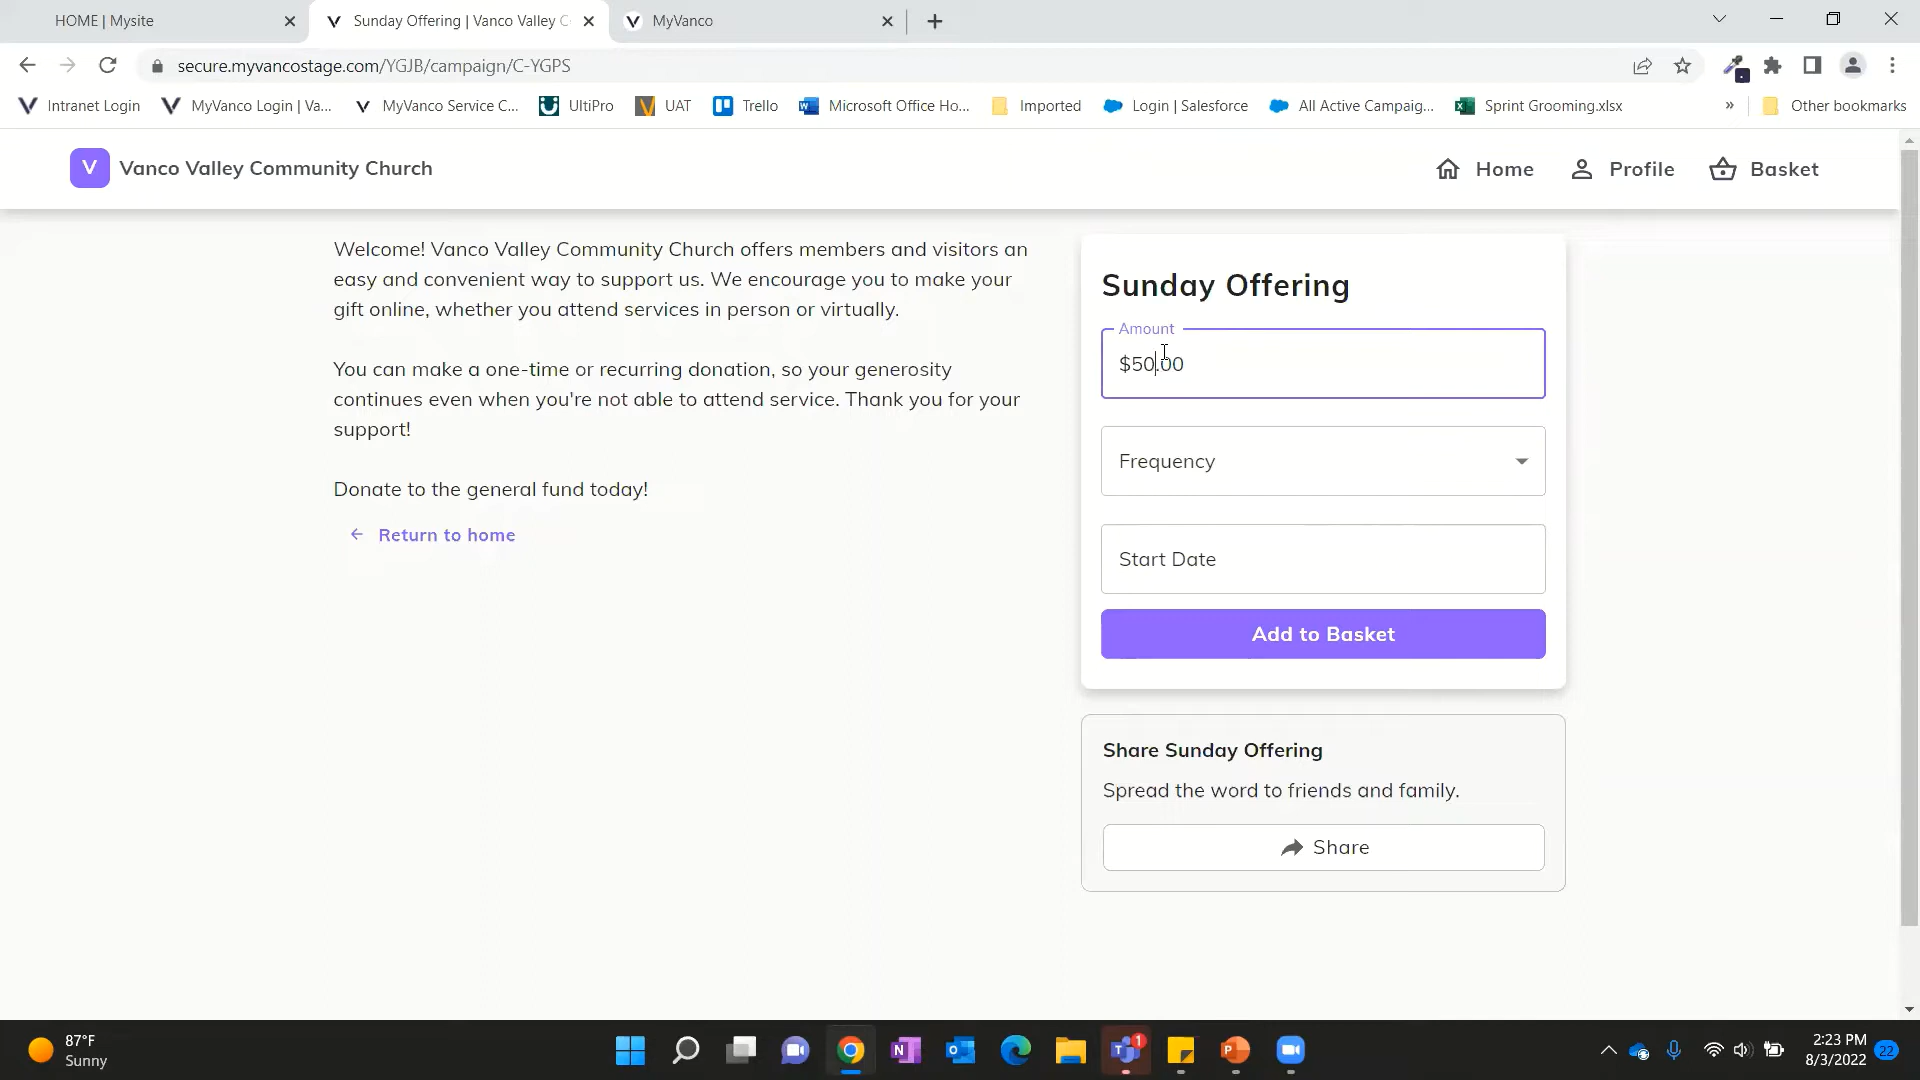 HOME | Mysite
Sunday Offering | Vanco Valley C
MyVanco
secure.myvancostage.com/YGJB/campaign/C-YGPS
Intranet Login
MyVanco Login | Va...
MyVanco Service C...
UltiPro
UAT
Trello
Microsoft Office Ho...
Imported
Login | Salesforce
All Active Campaig...
Sprint Grooming.xlsx
»
Other bookmarks
V
Vanco Valley Community Church
Home
Profile
Basket
Welcome! Vanco Valley Community Church offers members and visitors an
easy and convenient way to support us. We encourage you to make your
gift online, whether you attend services in person or virtually.
You can make a one-time or recurring donation, so your generosity
continues even when you're not able to attend service. Thank you for your
support!
Donate to the general fund today!
Return to home
Sunday Offering
Amount
$50.00
Frequency
Start Date
Add to Basket
Share Sunday Offering
Spread the word to friends and family.
Share
87°F
Sunny
1
2:23 PM
8/3/2022
22